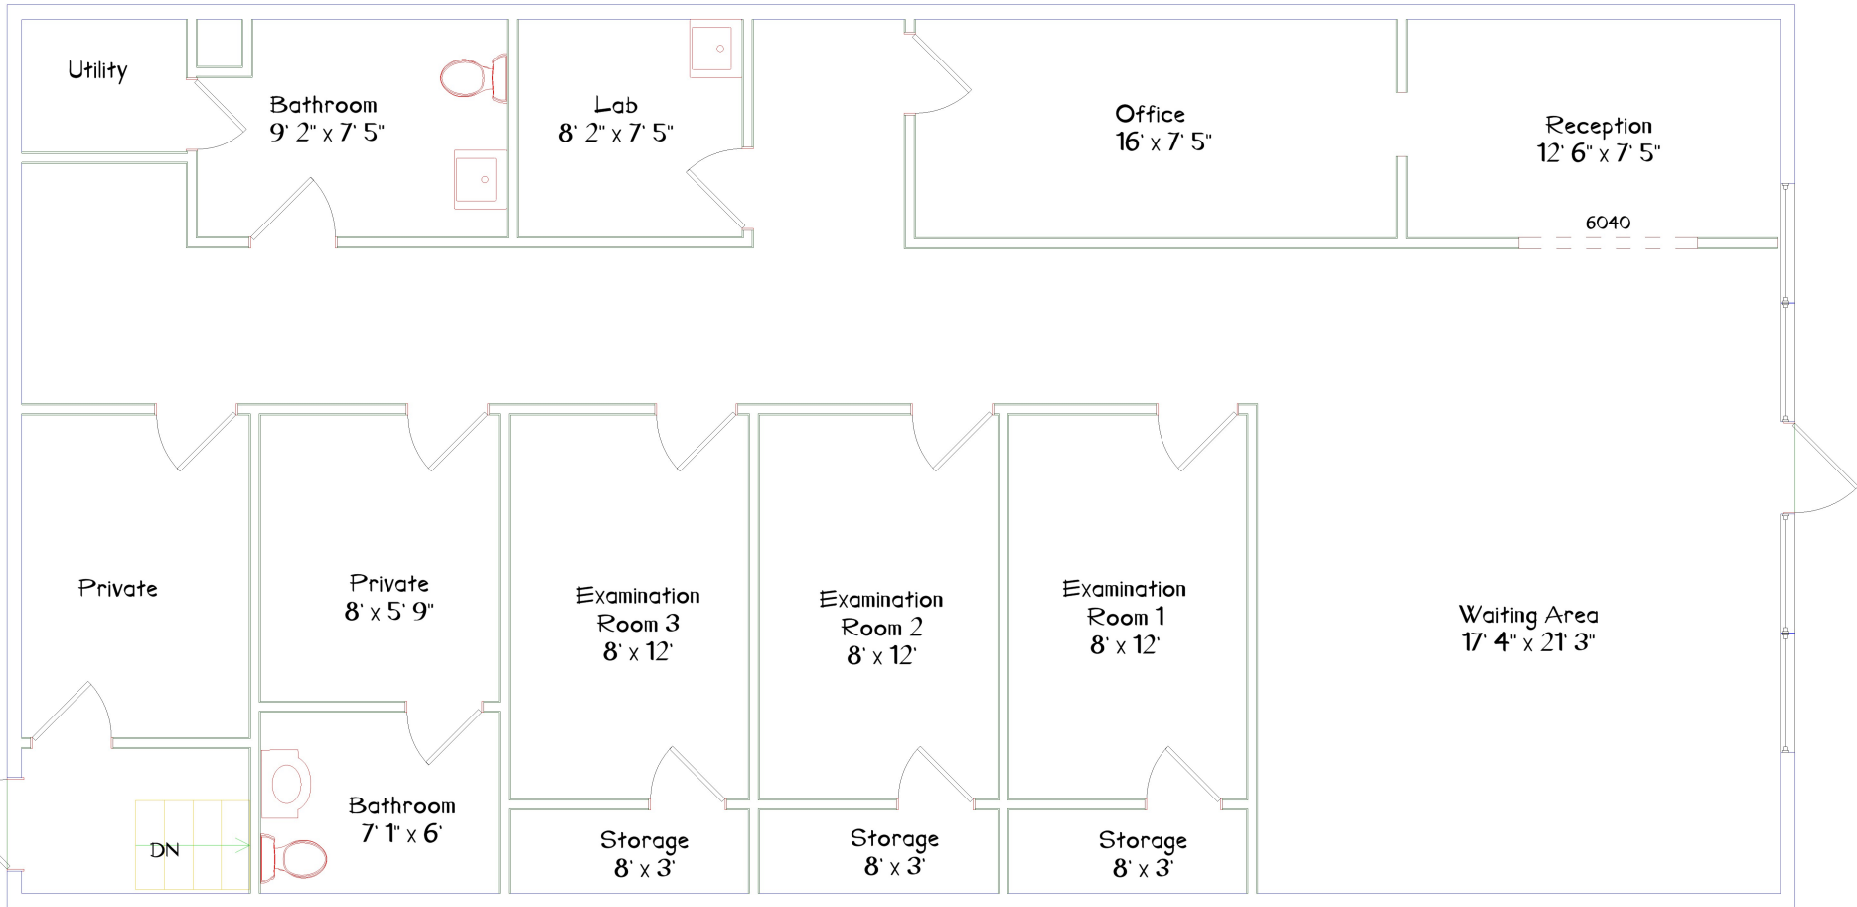 Utility
Bathroom
9' 2" x 7' 5"
Lab
8' 2" x 7' 5"
Office
16' x 7' 5"
Reception
12' 6" x 7' 5"
6040
Private
Private
8' x 5' 9"
Examination
Room 3
8' x 12'
Examination
Room 2
8' x 12'
Examination
Room 1
8' x 12'
Waiting Area
17' 4" x 21' 3"
DN
Bathroom
7' 1" x 6'
Storage
8' x 3'
Storage
8' x 3'
Storage
8' x 3'